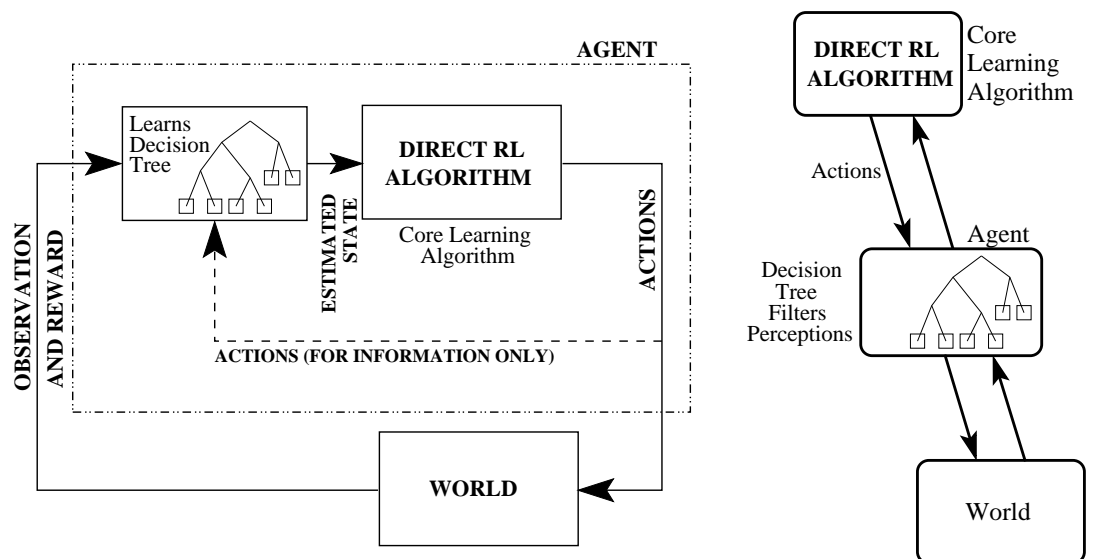 AGENT
Learns
Decision
Tree
DIRECT RL
ALGORITHM
Core Learning
Algorithm
ESTIMATED
STATE
ACTIONS
OBSERVATION
AND REWARD
ACTIONS (FOR INFORMATION ONLY)
WORLD
DIRECT RL
ALGORITHM
Core
Learning
Algorithm
Actions
Agent
Decision
Tree
Filters
Perceptions
World